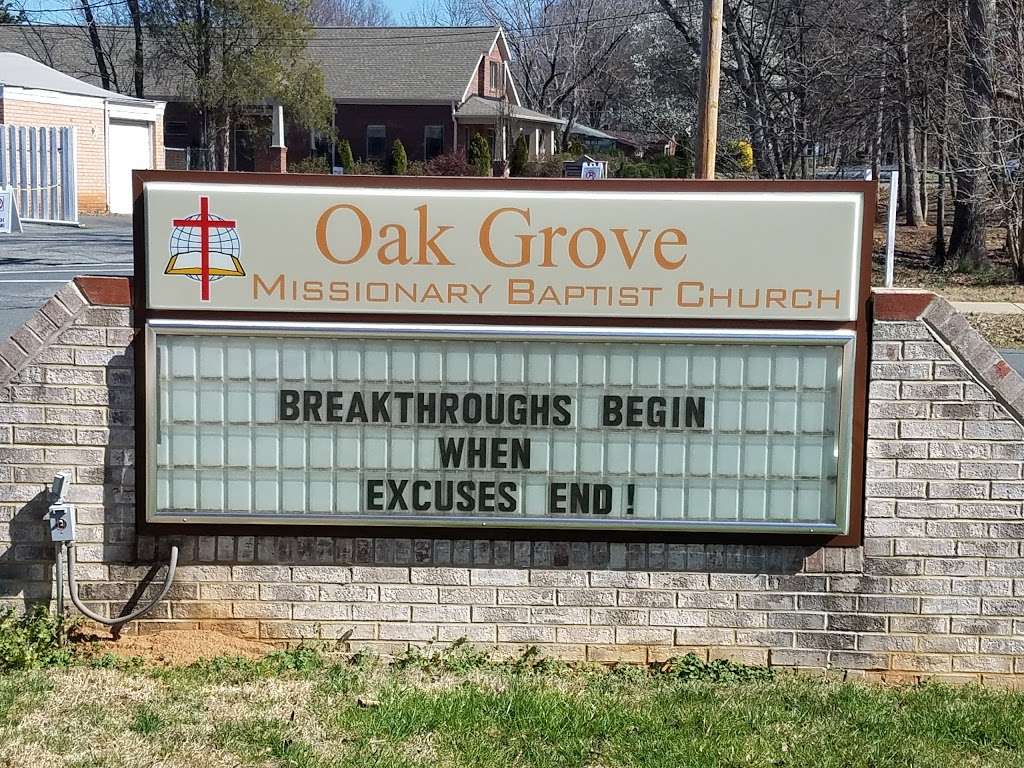 Oak Grove
Missionary Baptist Church
BREAKTHROUGHS BEGIN
WHEN
EXCUSES END!